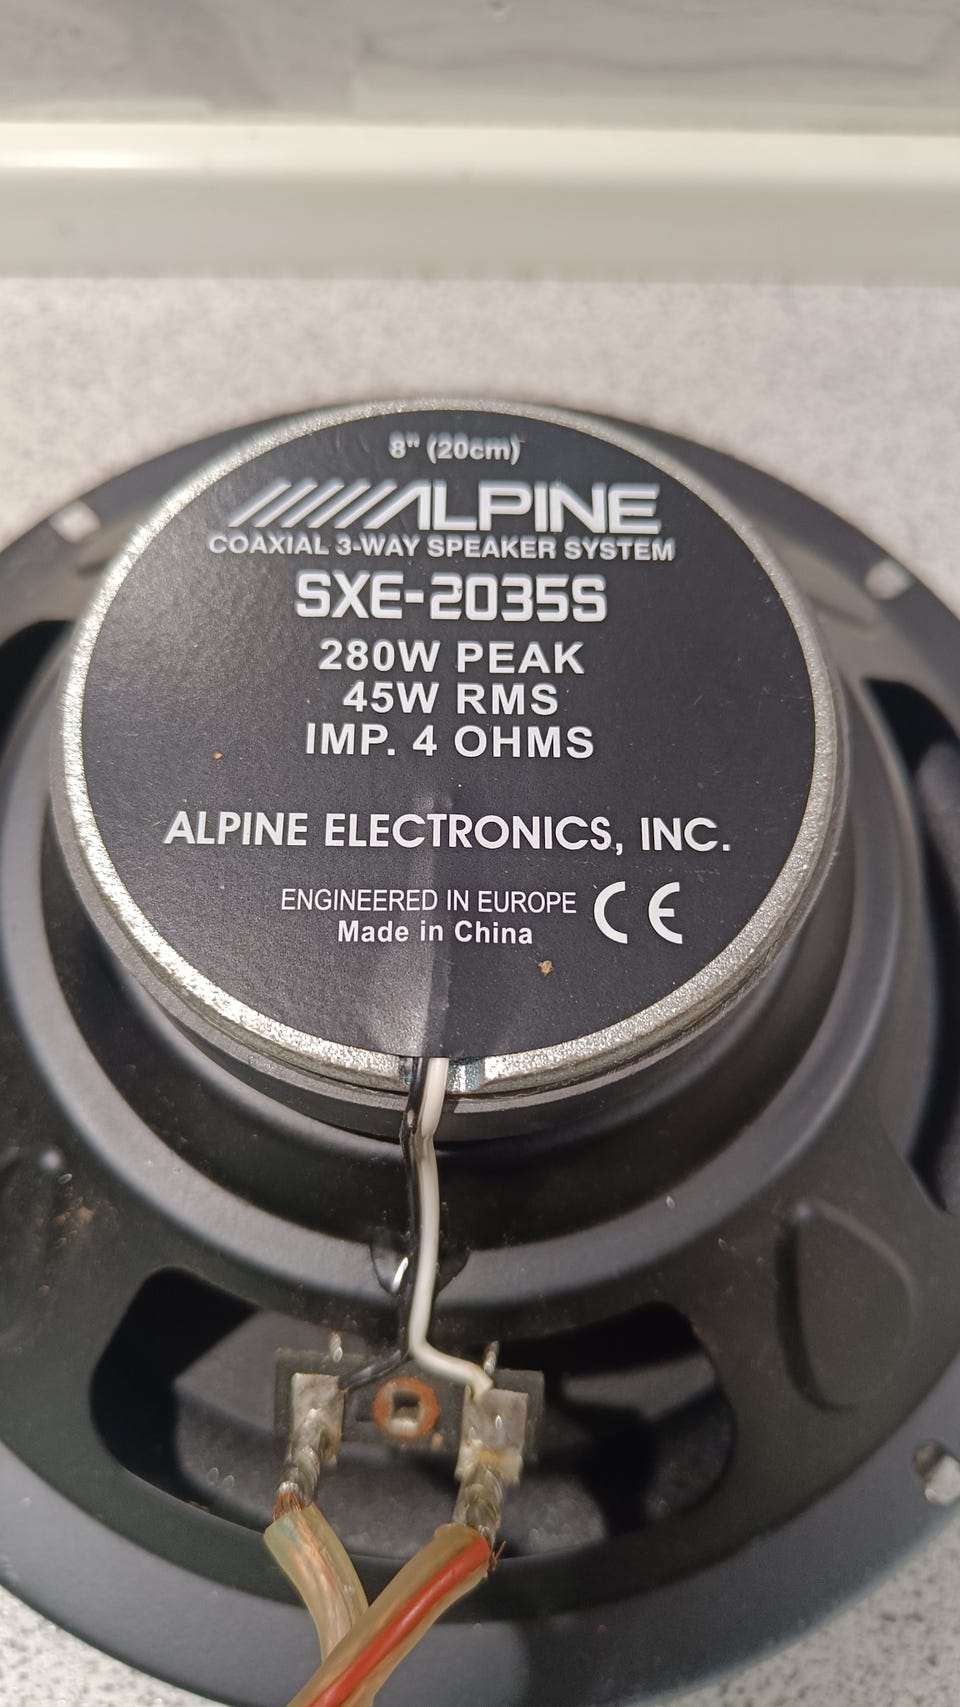 8" (20cm)
ALPINE
COAXIAL 3-WAY SPEAKER SYSTEM
SXE-2035S
280W PEAK
45W RMS
IMP. 4 OHMS
ALPINE ELECTRONICS, INC.
ENGINEERED IN EUROPE CE
Made in China